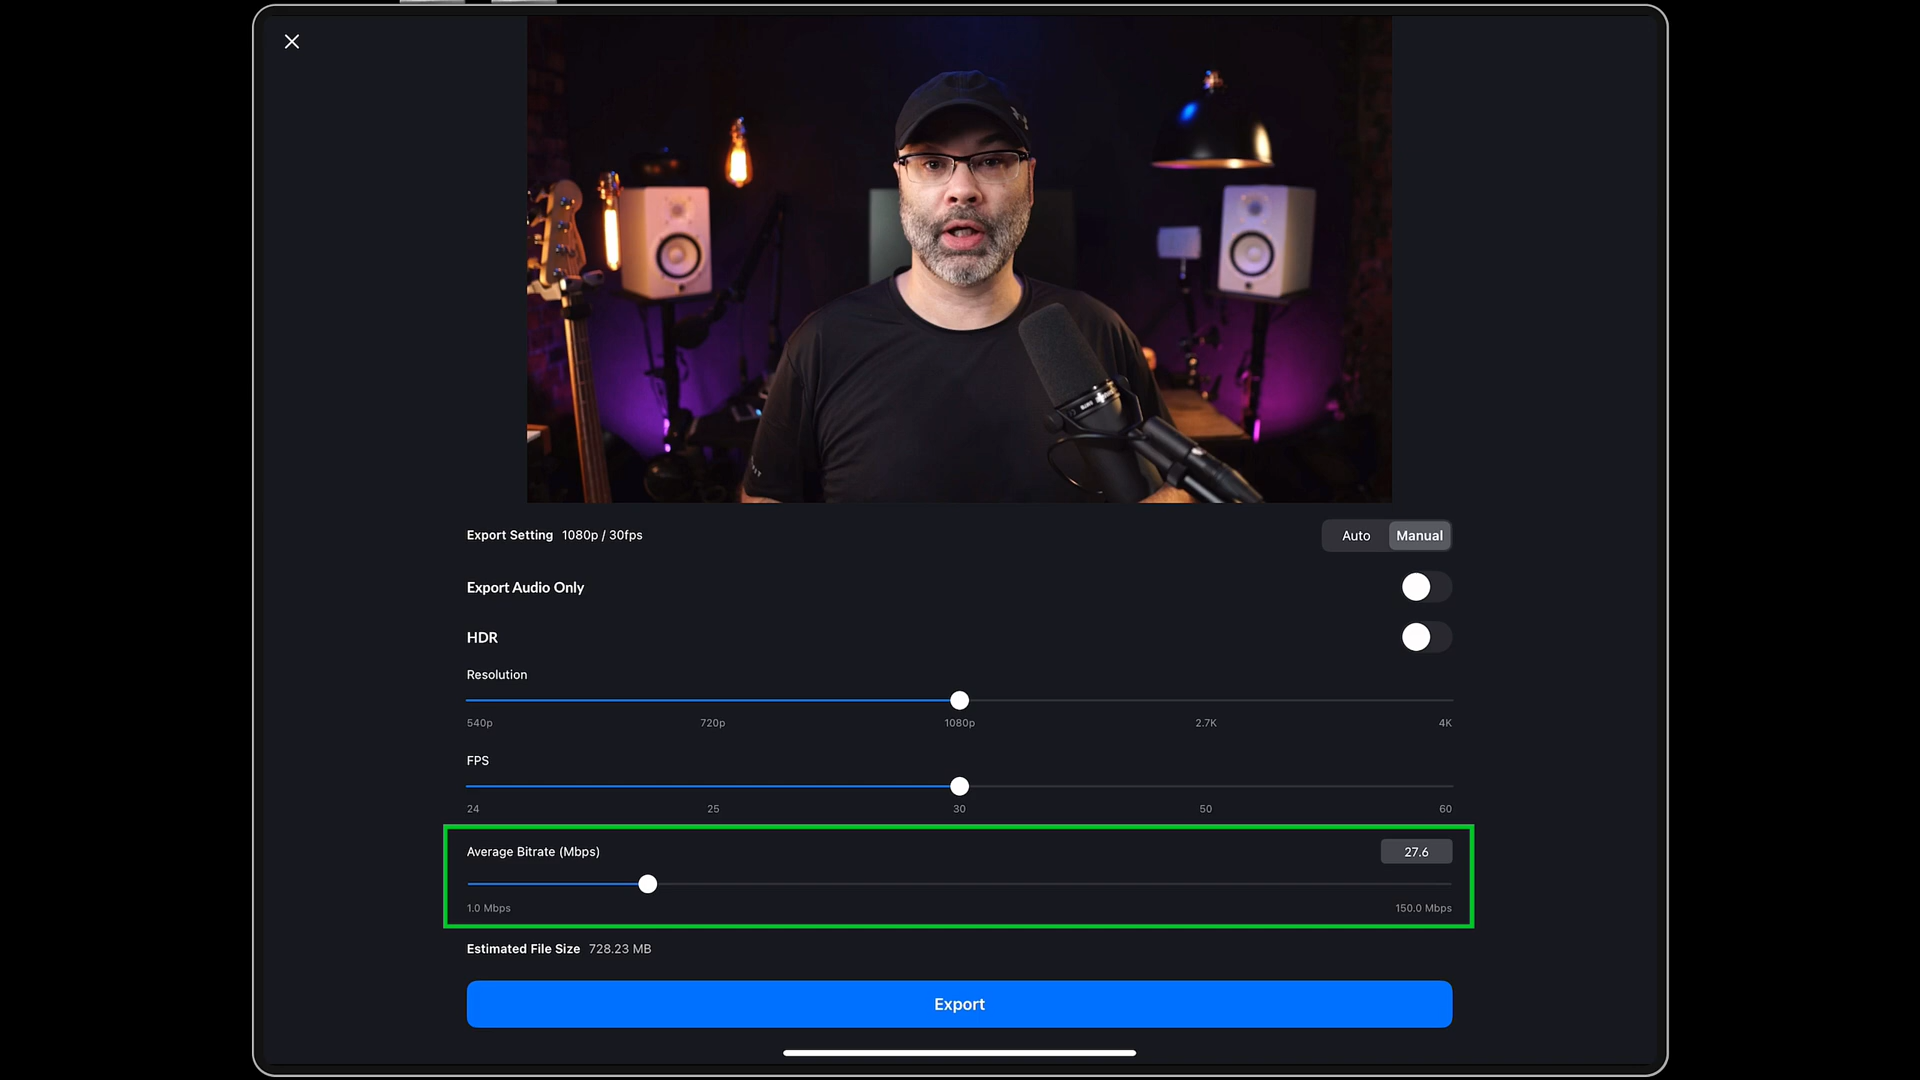 Export Setting 1080p / 30fps
Auto Manual
Export Audio Only
HDR
Resolution
540p 720p 1080p 2.7K 4K
FPS
24 25 30 50 60
Average Bitrate (Mbps) 27.6
1.0 Mbps 150.0 Mbps
Estimated File Size 728.23 MB
Export